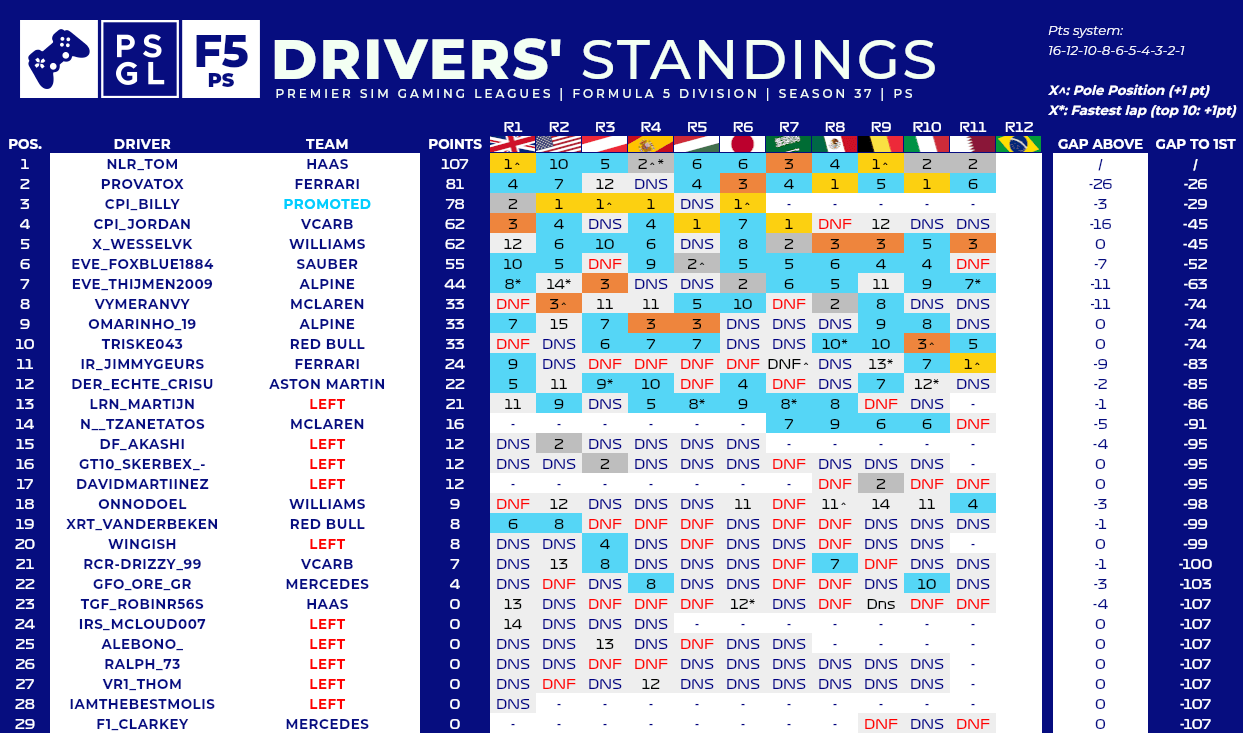 PS
GL
F5
PS
DRIVERS' STANDINGS
PREMIER SIM GAMING LEAGUES | FORMULA 5 DIVISION | SEASON 37 | PS
Pts system:
16-12-10-8-6-5-4-3-2-1
X^: Pole Position (+1 pt)
X*: Fastest lap (top 10: +1pt)
R1 R2 R3 R4 R5 R6 R7 R8 R9 R10 R11 R12
POS. DRIVER TEAM POINTS GAP ABOVE GAP TO 1ST
1 NLR_TOM HAAS 107 1^ 10 5 2^* 6 6 3 4 1^ 2 2 / /
2 PROVATOX FERRARI 81 4 7 12 DNS 4 3 4 1 5 1 6 -26 -26
3 CPI_BILLY PROMOTED 78 2 1 1^ 1 DNS 1^ - - - - - -3 -29
4 CPI_JORDAN VCARB 62 3 4 DNS 4 1 7 1 DNF 12 DNS DNS -16 -45
5 X_WESSELVK WILLIAMS 62 12 6 10 6 DNS 8 2 3 3 5 3 0 -45
6 EVE_FOXBLUE1884 SAUBER 55 10 5 DNF 9 2^ 5 5 6 4 4 DNF -7 -52
7 EVE_THIJMEN2009 ALPINE 44 8* 14* 3 DNS DNS 2 6 5 11 9 7* -11 -63
8 VYMERANVY MCLAREN 33 DNF 3^ 11 11 5 10 DNF 2 8 DNS DNS -11 -74
9 OMARINHO_19 ALPINE 33 7 15 7 3 3 DNS DNS DNS 9 8 DNS 0 -74
10 TRISKE043 RED BULL 33 DNF DNS 6 7 7 DNS DNS 10* 10 3^ 5 0 -74
11 IR_JIMMYGEURS FERRARI 24 9 DNS DNF DNF DNF DNF DNF^ DNS 13* 7 1^ -9 -83
12 DER_ECHTE_CRISU ASTON MARTIN 22 5 11 9* 10 DNF 4 DNF DNS 7 12* DNS -2 -85
13 LRN_MARTIJN LEFT 21 11 9 DNS 5 8* 9 8* 8 DNF DNS - -1 -86
14 N__TZANETATOS MCLAREN 16 - - - - - - 7 9 6 6 DNF -5 -91
15 DF_AKASHI LEFT 12 DNS 2 DNS DNS DNS DNS - - - - - -4 -95
16 GT10_SKERBEX_- LEFT 12 DNS DNS 2 DNS DNS DNS DNF DNS DNS DNS - 0 -95
17 DAVIDMARTIINEZ LEFT 12 - - - - - - - DNF 2 DNF DNF 0 -95
18 ONNODOEL WILLIAMS 9 DNF 12 DNS DNS DNS 11 DNF 11^ 14 11 4 -3 -98
19 XRT_VANDERBEKEN RED BULL 8 6 8 DNF DNF DNF DNS DNF DNS DNS DNS DNS -1 -99
20 WINGISH LEFT 8 DNS DNS 4 DNS DNF DNS DNS DNF DNS DNS - 0 -99
21 RCR-DRIZZY_99 VCARB 7 DNS 13 8 DNS DNS DNS DNF 7 DNF DNS DNS -1 -100
22 GFO_ORE_GR MERCEDES 4 DNS DNF DNS 8 DNS DNS DNF DNF DNS 10 DNS -3 -103
23 TGF_ROBINR56S HAAS 0 13 DNS DNF DNF DNF 12* DNS DNF Dns DNF DNF -4 -107
24 IRS_MCLOUD007 LEFT 0 14 DNS DNS DNS - - - - - - - 0 -107
25 ALEBONO_ LEFT 0 DNS DNS 13 DNS DNF DNS DNS - - - - 0 -107
26 RALPH_73 LEFT 0 DNS DNS DNF DNF DNS DNS DNS DNS DNS DNS - 0 -107
27 VR1_THOM LEFT 0 DNS DNF DNS 12 DNS DNS DNS DNS DNS DNS - 0 -107
28 IAMTHEBESTMOLIS LEFT 0 DNS - - - - - - - - - - 0 -107
29 F1_CLARKEY MERCEDES 0 - - - - - - - - DNF DNS DNF 0 -107